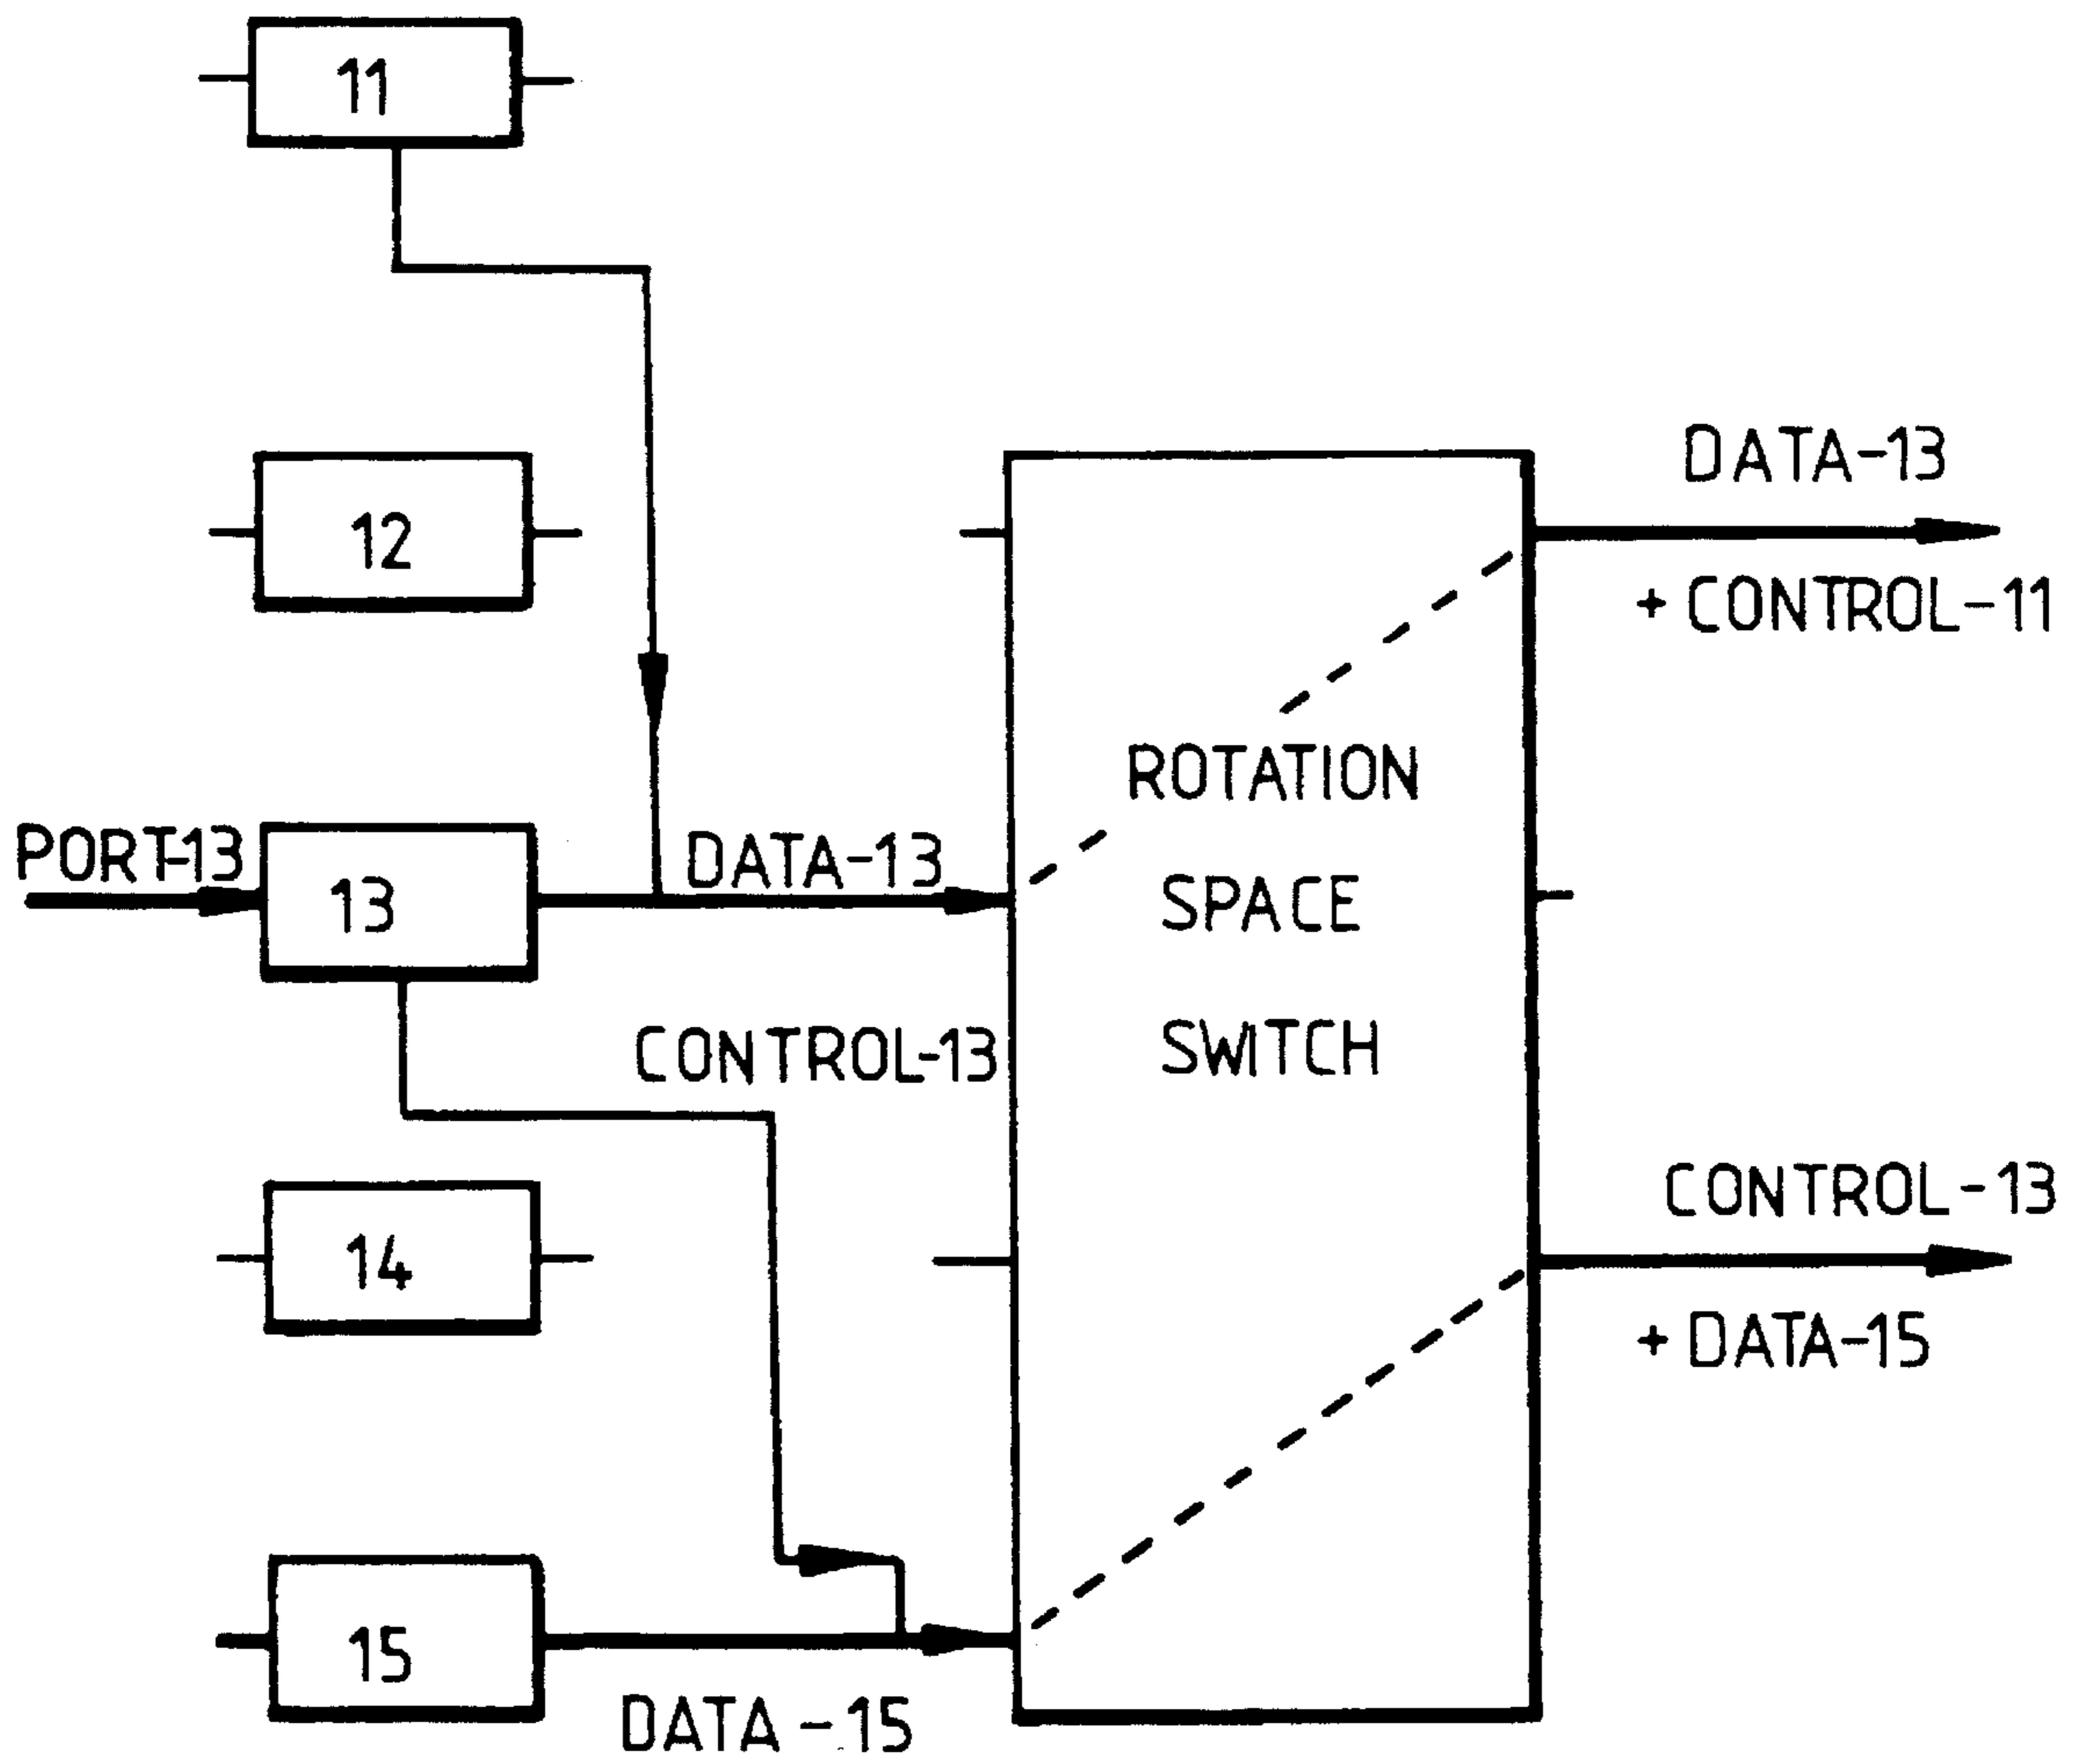 11
DATA-13
12
+ CONTROL-11
ROTATION
PORT-13
DATA-13
13
SPACE
CONTROL-13
SWITCH
CONTROL-13
14
+ DATA-15
15
DATA-15